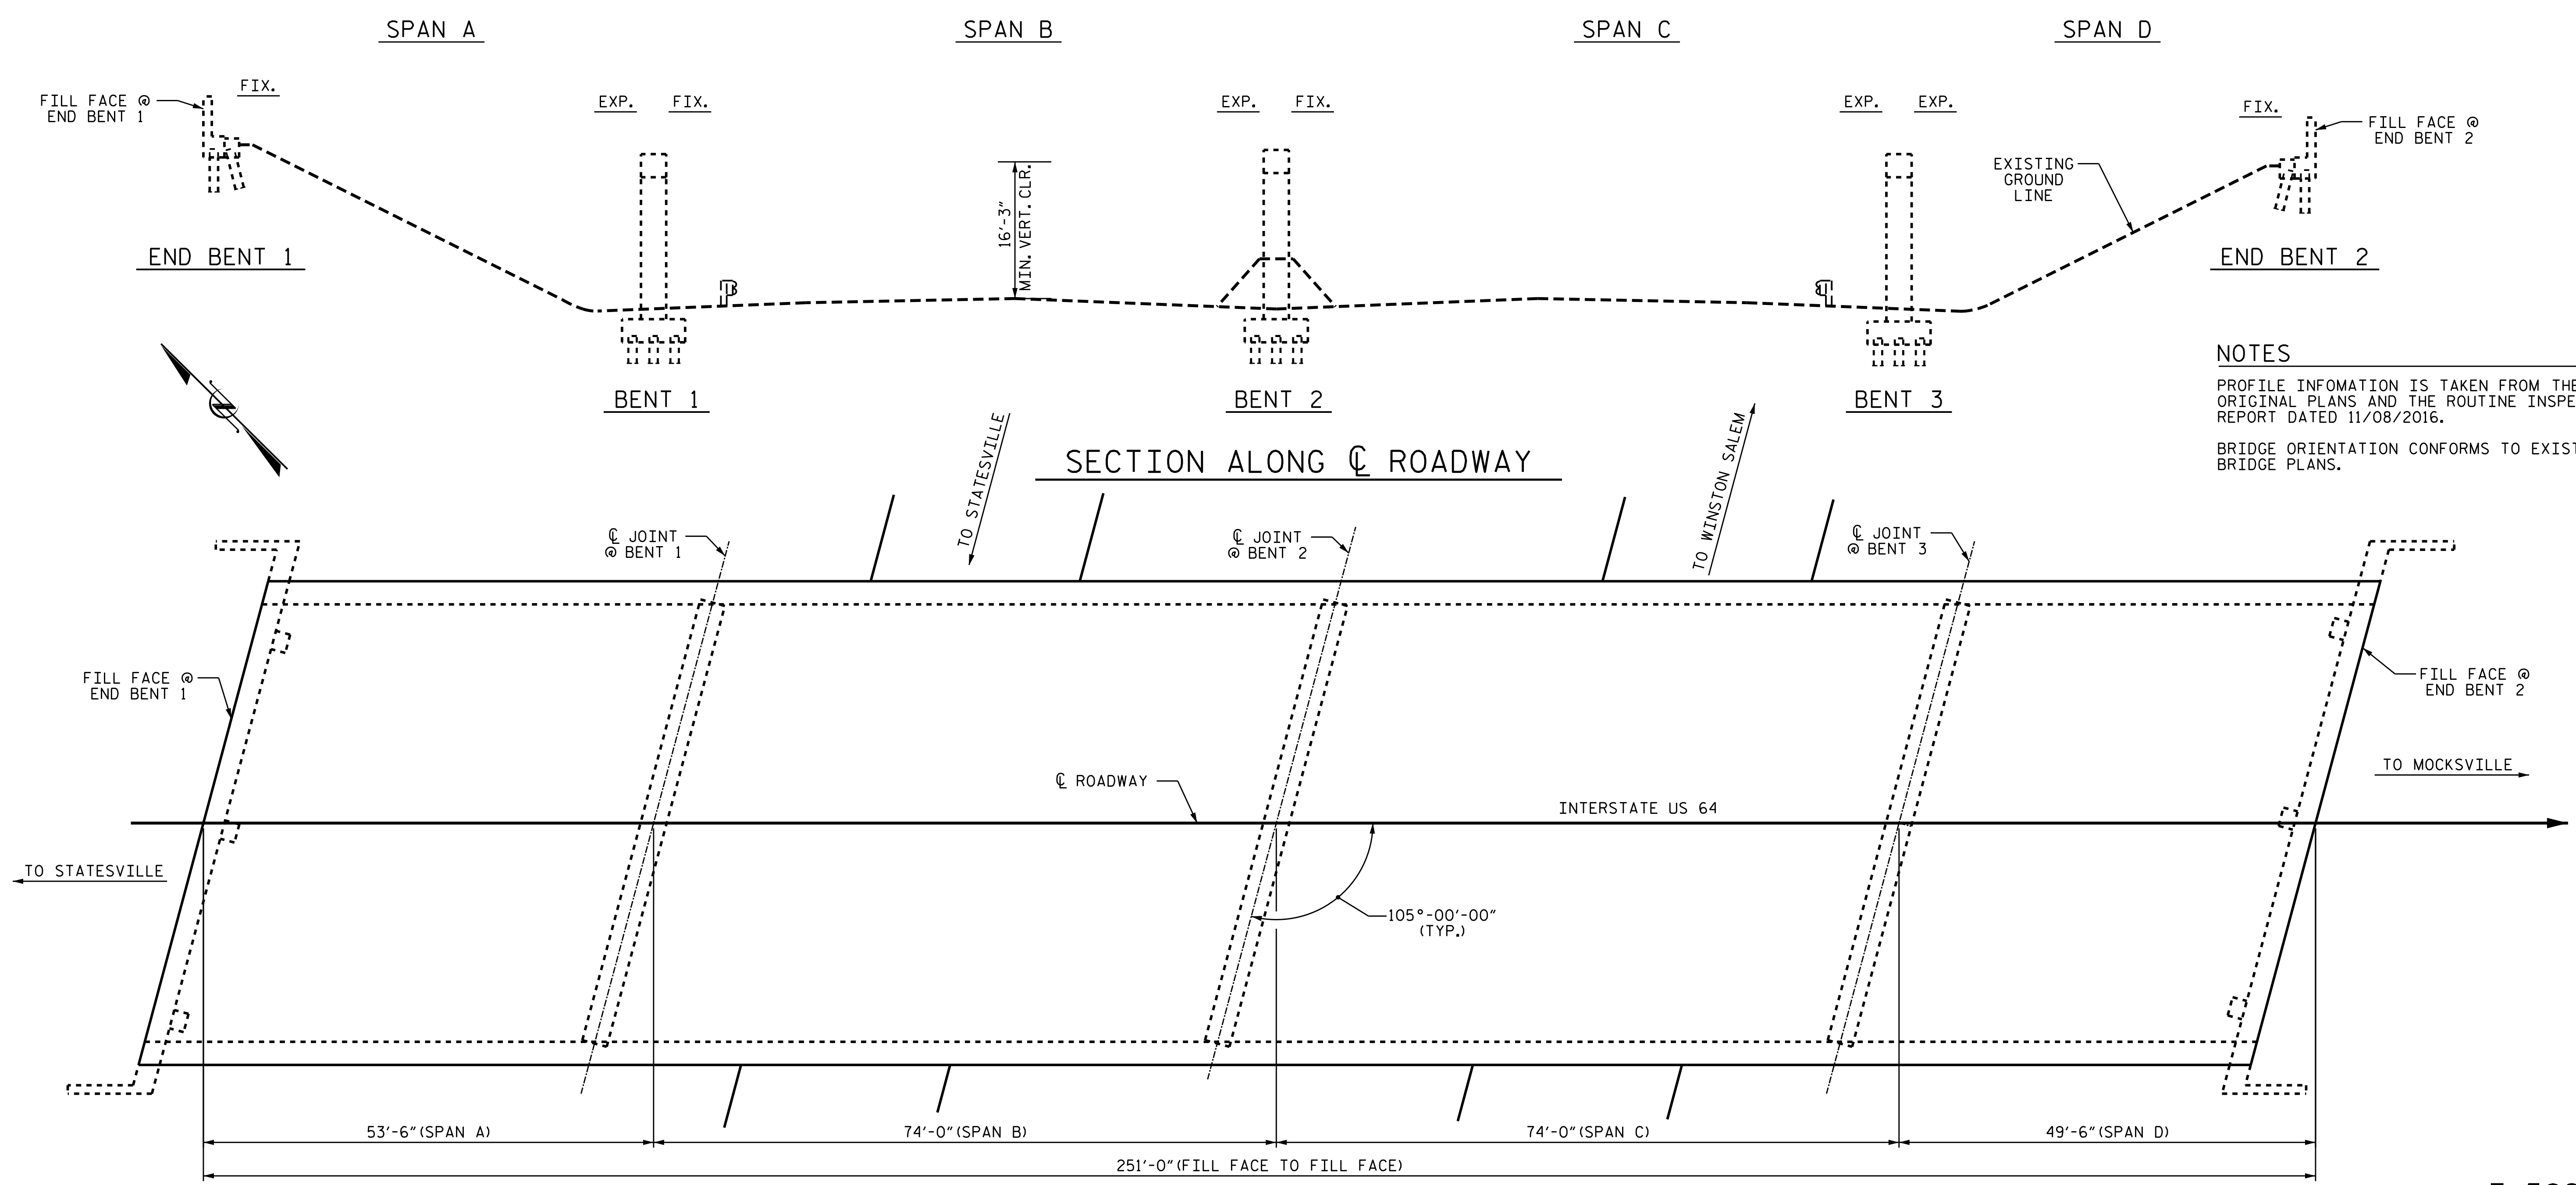 SPAN A
SPAN B
SPAN C
SPAN D
FILL FACE @
END BENT 1
FIX.
EXP.
FIX.
EXP.
FIX.
EXP.
EXP.
FIX.
FILL FACE @
END BENT 2
16'-3"
MIN. VERT. CLR.
EXISTING
GROUND
LINE
END BENT 1
END BENT 2
BENT 1
BENT 2
BENT 3
NOTES
PROFILE INFOMATION IS TAKEN FROM THE
ORIGINAL PLANS AND THE ROUTINE INSPE
REPORT DATED 11/08/2016.
BRIDGE ORIENTATION CONFORMS TO EXIST
BRIDGE PLANS.
SECTION ALONG ℄ ROADWAY
TO STATESVILLE
TO WINSTON SALEM
℄ JOINT
@ BENT 1
℄ JOINT
@ BENT 2
℄ JOINT
@ BENT 3
FILL FACE @
END BENT 1
FILL FACE @
END BENT 2
℄ ROADWAY
INTERSTATE US 64
TO MOCKSVILLE
TO STATESVILLE
105°-00'-00"
(TYP.)
53'-6"(SPAN A)
74'-0"(SPAN B)
74'-0"(SPAN C)
49'-6"(SPAN D)
251'-0"(FILL FACE TO FILL FACE)